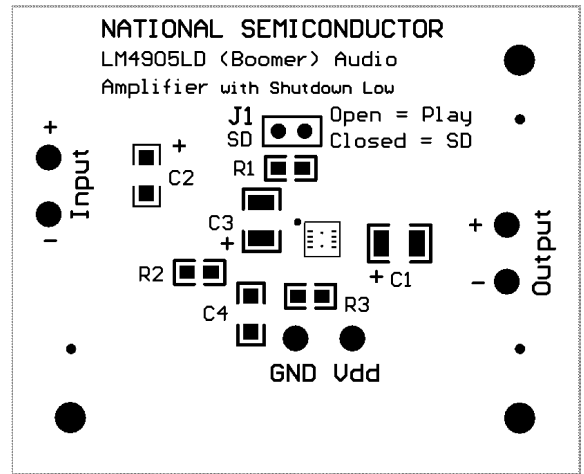 NATIONAL SEMICONDUCTOR
LM4905LD (Boomer) Audio
Amplifier with Shutdown Low
J1
SD
Open = Play
Closed = SD
+
Input
-
+
C2
R1
C3
+
+
C1
+
-
Output
R2
C4
R3
GND Vdd